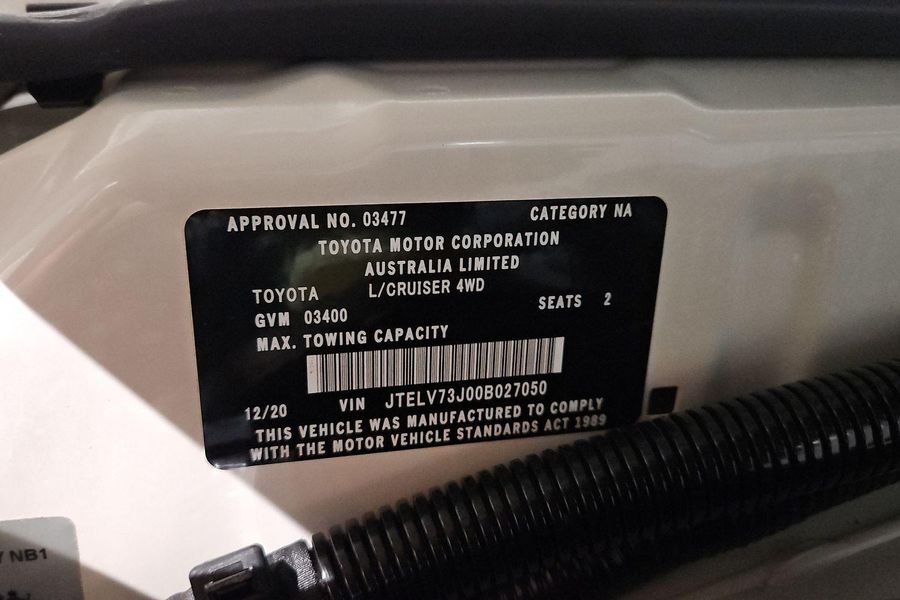 APPROVAL NO. 03477 CATEGORY NA
TOYOTA MOTOR CORPORATION
AUSTRALIA LIMITED
TOYOTA L/CRUISER 4WD
GVM 03400 SEATS 2
MAX. TOWING CAPACITY
12/20 VIN JTELV73J00B027050
THIS VEHICLE WAS MANUFACTURED TO COMPLY
WITH THE MOTOR VEHICLE STANDARDS ACT 1989
NB1